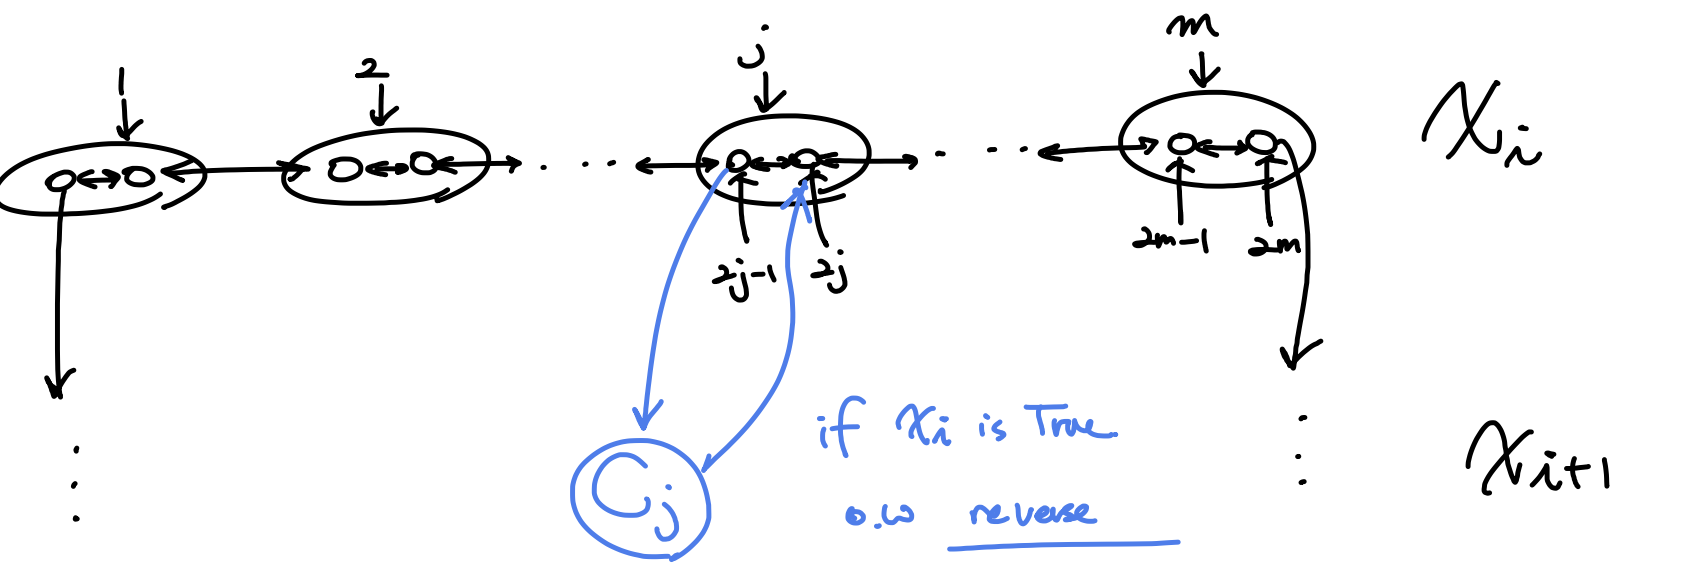 1 2 j m
x_i
2j-1 2j 2m-1 2m
C_j
if x_i is True
o.w reverse
x_{i+1}